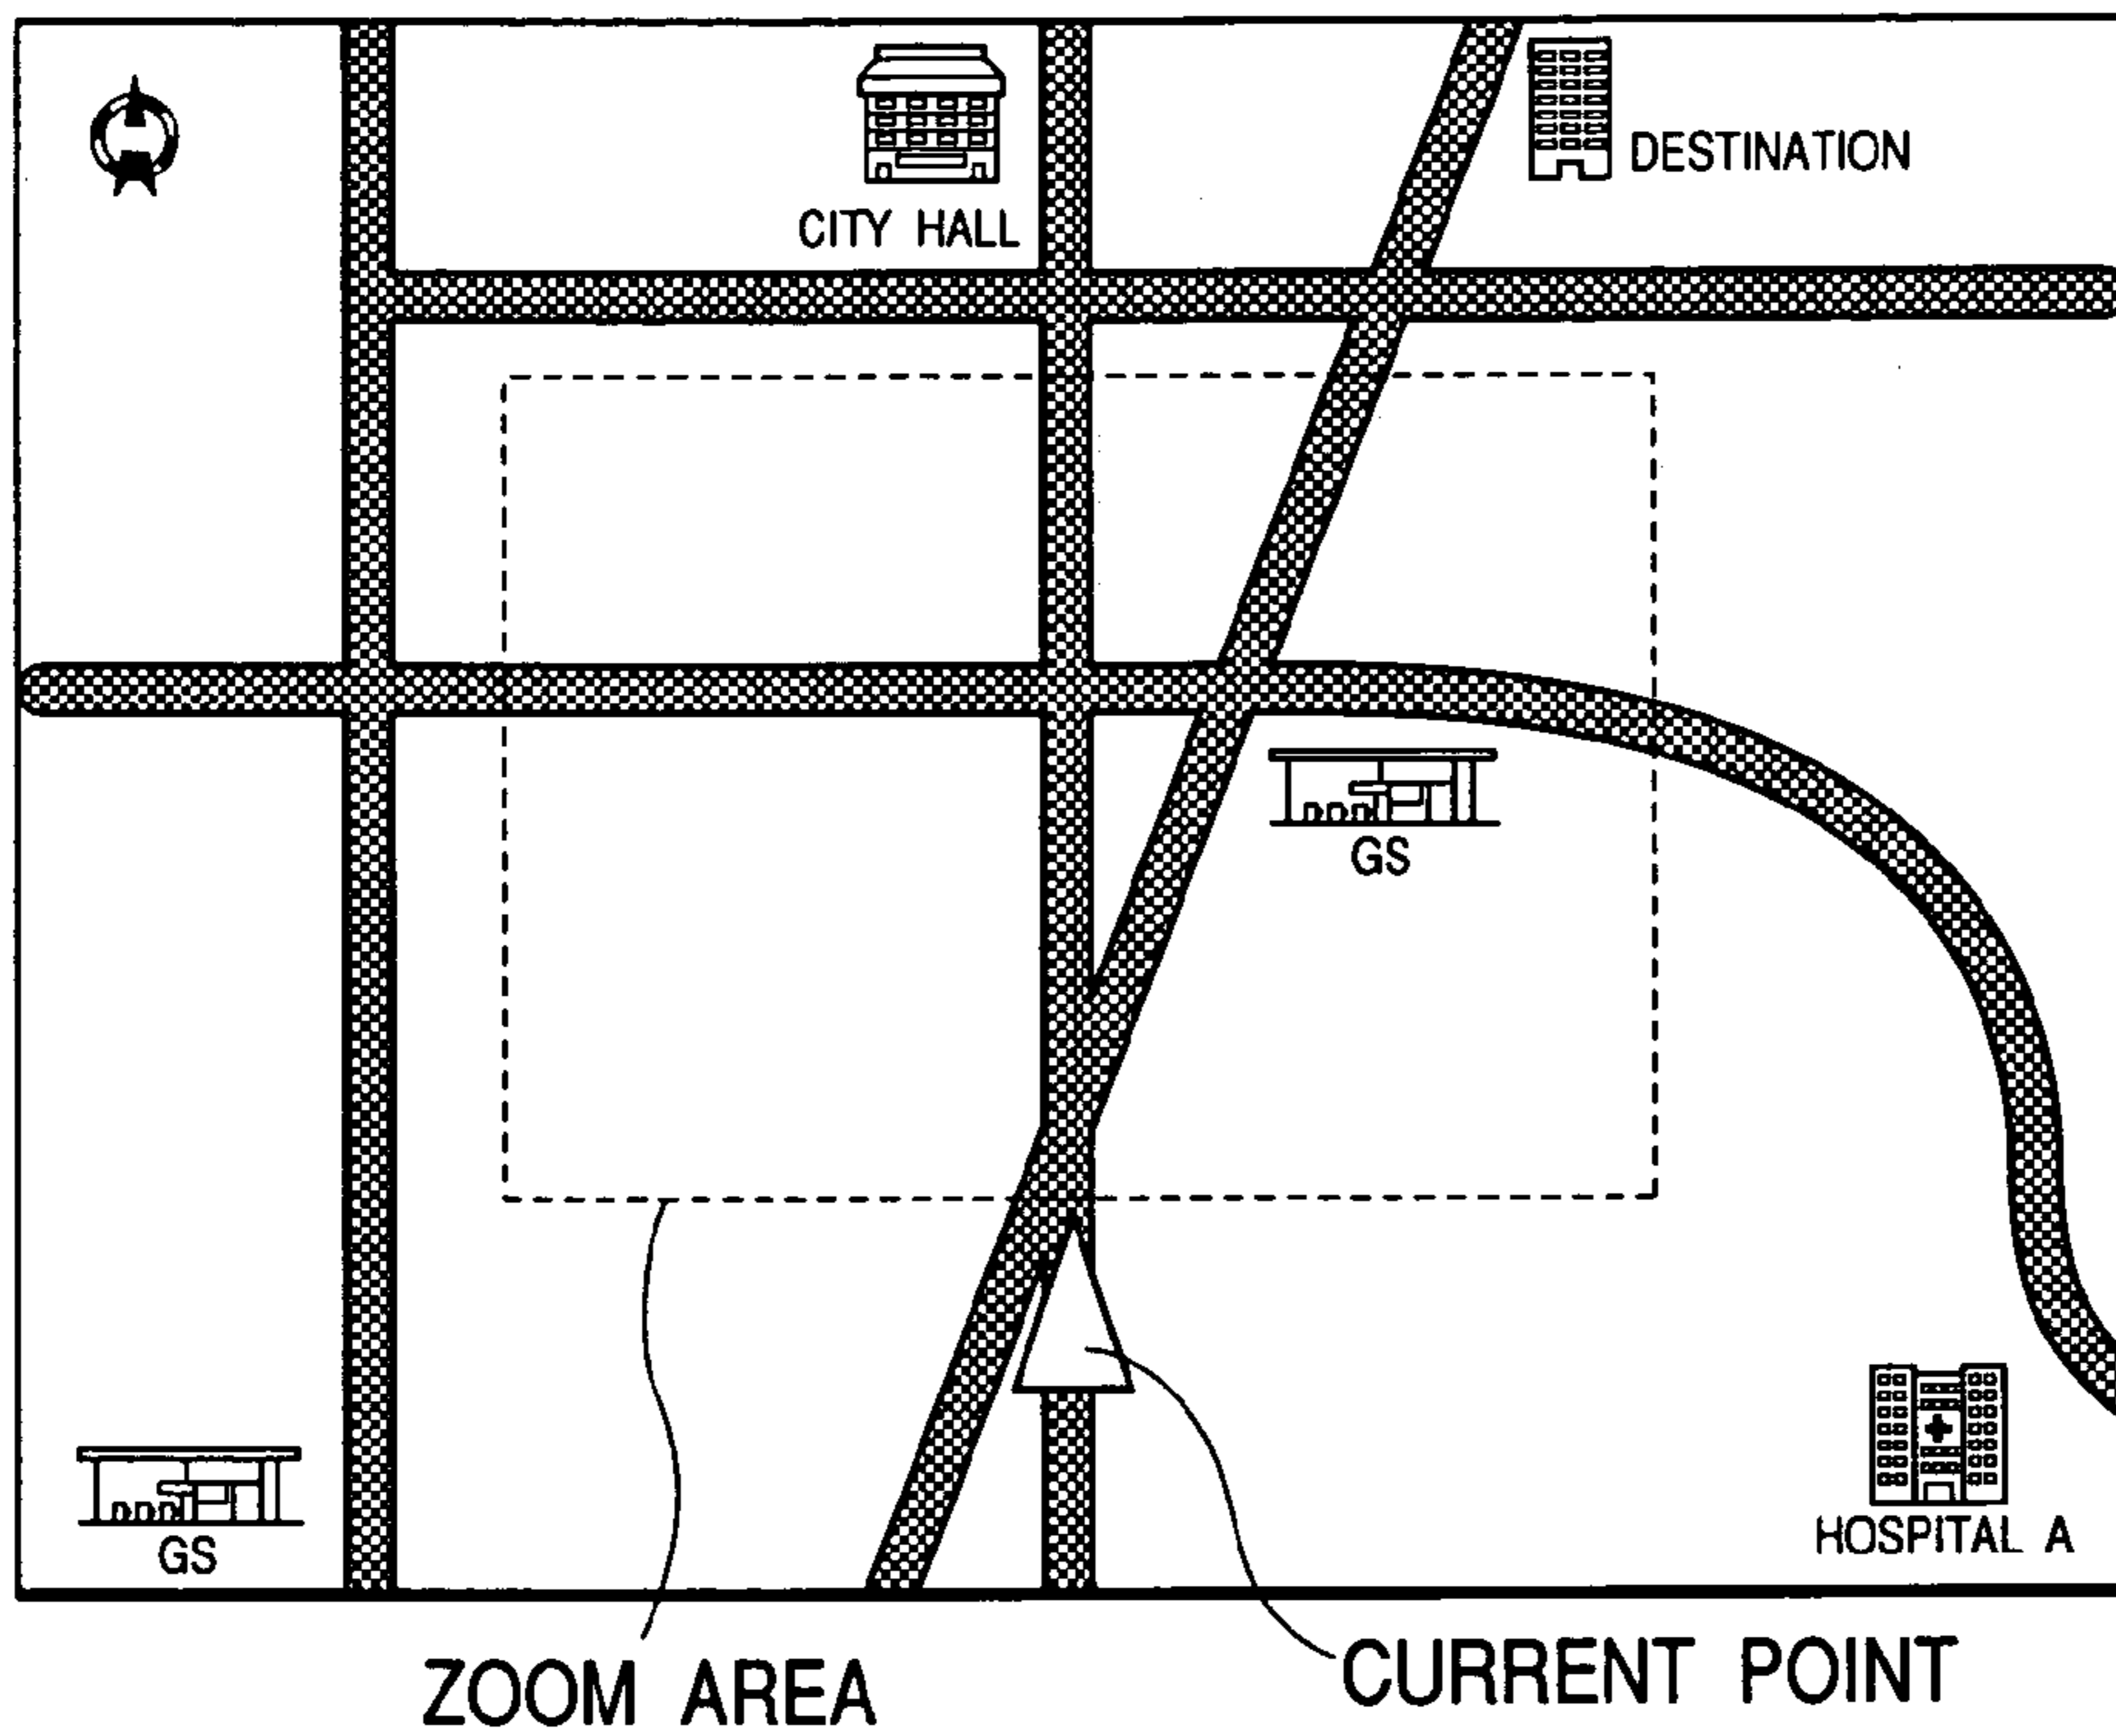 DESTINATION
CITY HALL
GS
GS
HOSPITAL A
ZOOM AREA
CURRENT POINT